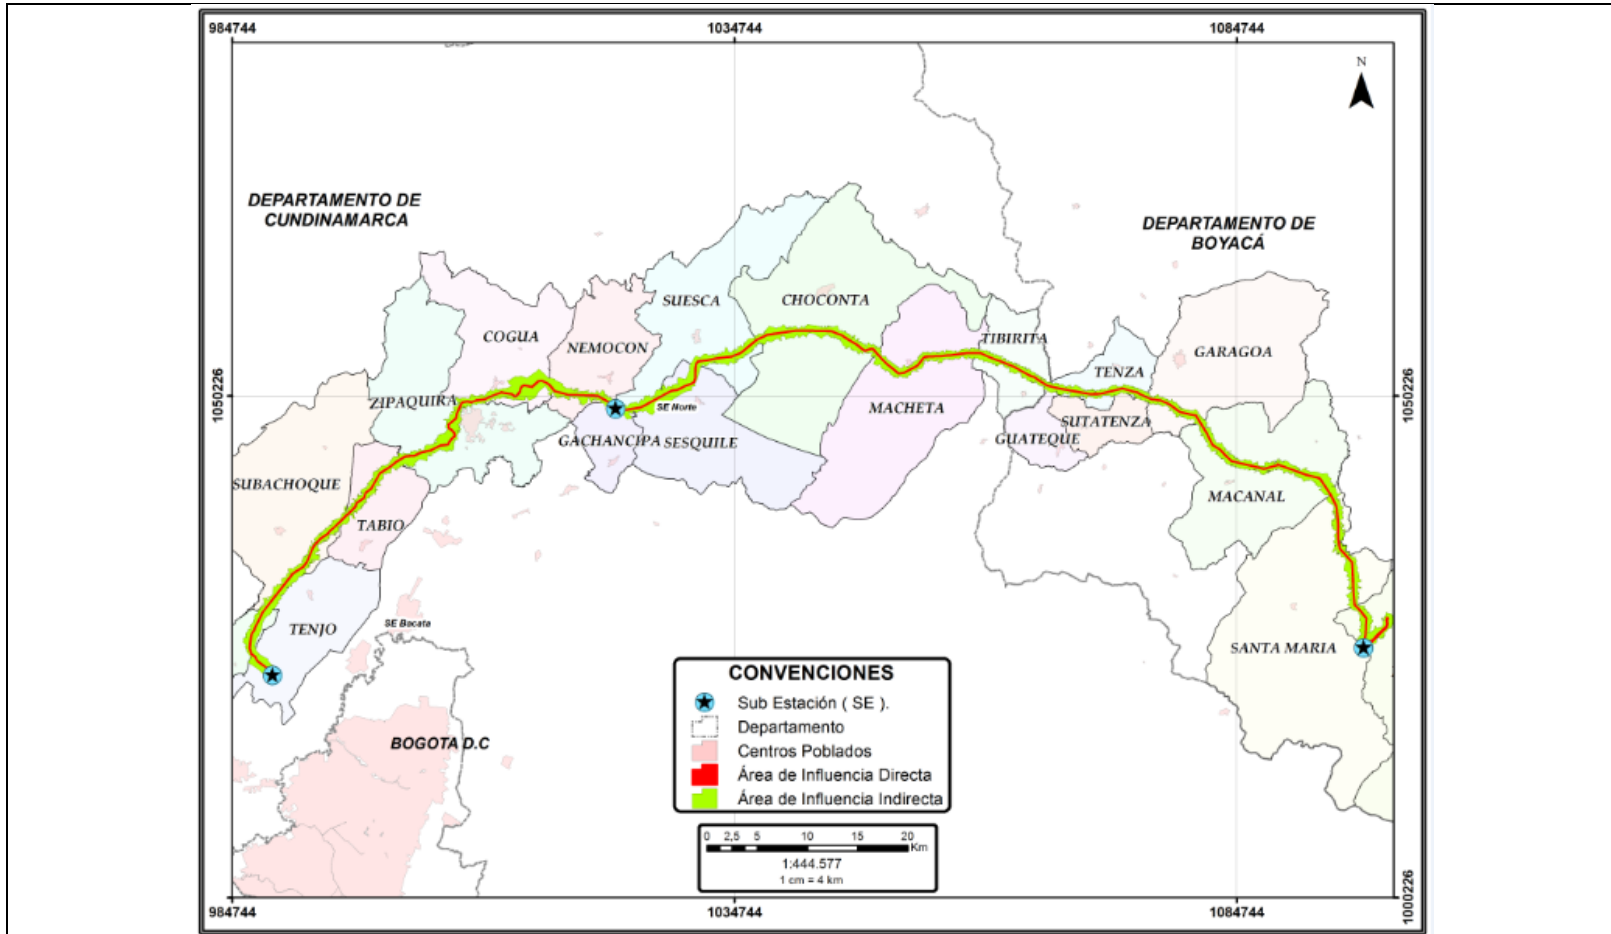 984744
1034744
1084744
N
DEPARTAMENTO DE
CUNDINAMARCA
DEPARTAMENTO DE
BOYACÁ
SUESCA
CHOCONTA
COGUA
NEMOCON
TIBIRITA
GARAGOA
TENZA
1050226
1050226
ZIPAQUIRA
SE Norte
MACHETA
SUTATENZA
GACHANCIPA
SESQUILE
GUATEQUE
SUBACHOQUE
MACANAL
TABIO
TENJO
SE Bacata
SANTA MARIA
BOGOTA D.C
CONVENCIONES
Sub Estación ( SE ).
Departamento
Centros Poblados
Área de Influencia Directa
Área de Influencia Indirecta
0 2,5 5 10 15 20
Km
1:444.577
1 cm = 4 km
1000226
984744
1034744
1084744